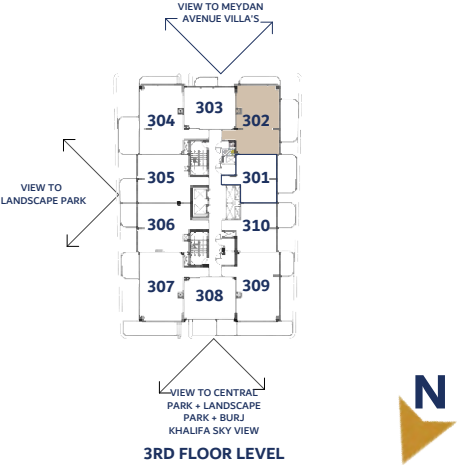 VIEW TO MEYDAN
AVENUE VILLA'S
303
304
302
305
301
VIEW TO
LANDSCAPE PARK
306
310
307
309
308
VIEW TO CENTRAL
PARK + LANDSCAPE
PARK + BURJ
KHALIFA SKY VIEW
3RD FLOOR LEVEL
N